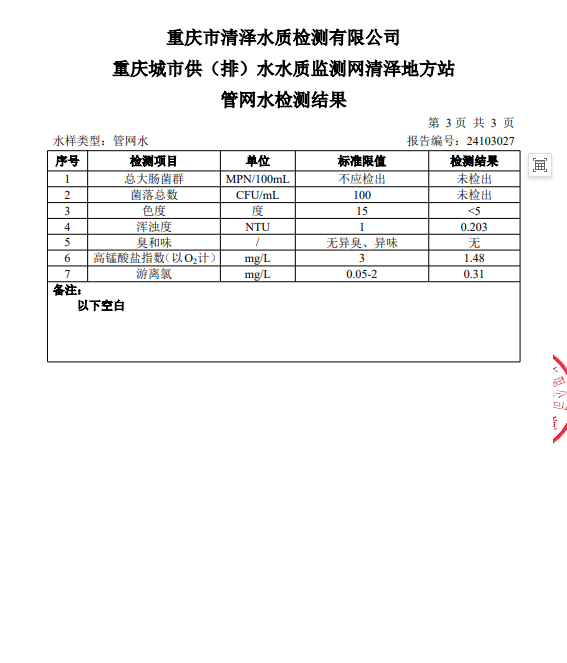 重庆市清泽水质检测有限公司
重庆城市供（排）水水质监测网清泽地方站
管网水检测结果
第 3 页 共 3 页
水样类型：管网水 报告编号：24103027
序号 检测项目 单位 标准限值 检测结果
1 总大肠菌群 MPN/100mL 不应检出 未检出
2 菌落总数 CFU/mL 100 未检出
3 色度 度 15 <5
4 浑浊度 NTU 1 0.203
5 臭和味 / 无异臭、异味 无
6 高锰酸盐指数（以 O₂计） mg/L 3 1.48
7 游离氯 mg/L 0.05-2 0.31
备注：
以下空白